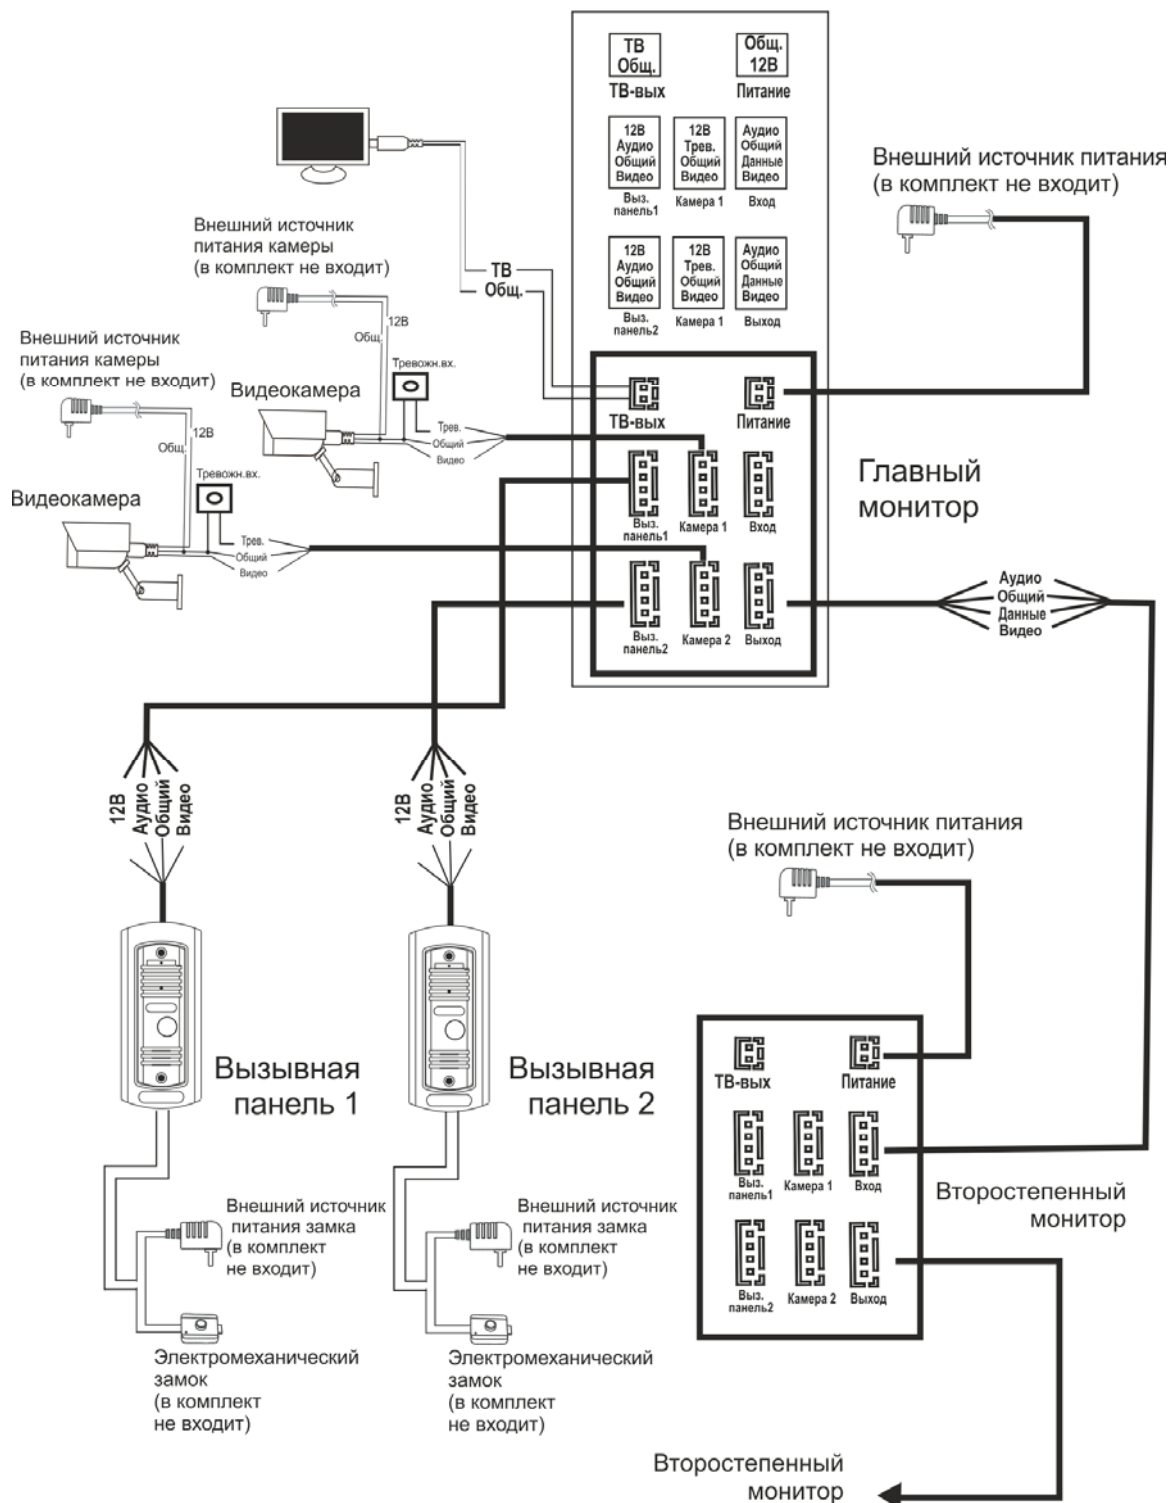 ТВ
Общ.
ТВ-вых
Общ.
12В
Питание
12В
Аудио
Общий
Видео
Выз.
панель1
12В
Трев.
Общий
Видео
Камера 1
Аудио
Общий
Данные
Видео
Вход
12В
Аудио
Общий
Видео
Выз.
панель2
12В
Трев.
Общий
Видео
Камера 1
Аудио
Общий
Данные
Видео
Выход
Внешний источник питания
(в комплект не входит)
Внешний источник
питания камеры
(в комплект не входит)
ТВ
Общ.
12В
Общ.
Внешний источник
питания камеры
(в комплект не входит)
12В
Общ.
Тревожн.вх.
Видеокамера
Трев.
Общий
Видео
Тревожн.вх.
Видеокамера
Трев.
Общий
Видео
ТВ-вых
Питание
Выз.
панель1
Камера 1
Вход
Выз.
панель2
Камера 2
Выход
Главный
монитор
Аудио
Общий
Данные
Видео
12В
Аудио
Общий
Видео
12В
Аудио
Общий
Видео
Внешний источник питания
(в комплект не входит)
Вызывная
панель 1
Вызывная
панель 2
ТВ-вых
Питание
Выз.
панель1
Камера 1
Вход
Выз.
панель2
Камера 2
Выход
Второстепенный
монитор
Внешний источник
питания замка
(в комплект
не входит)
Внешний источник
питания замка
(в комплект
не входит)
Электромеханический
замок
(в комплект
не входит)
Электромеханический
замок
(в комплект
не входит)
Второстепенный
монитор